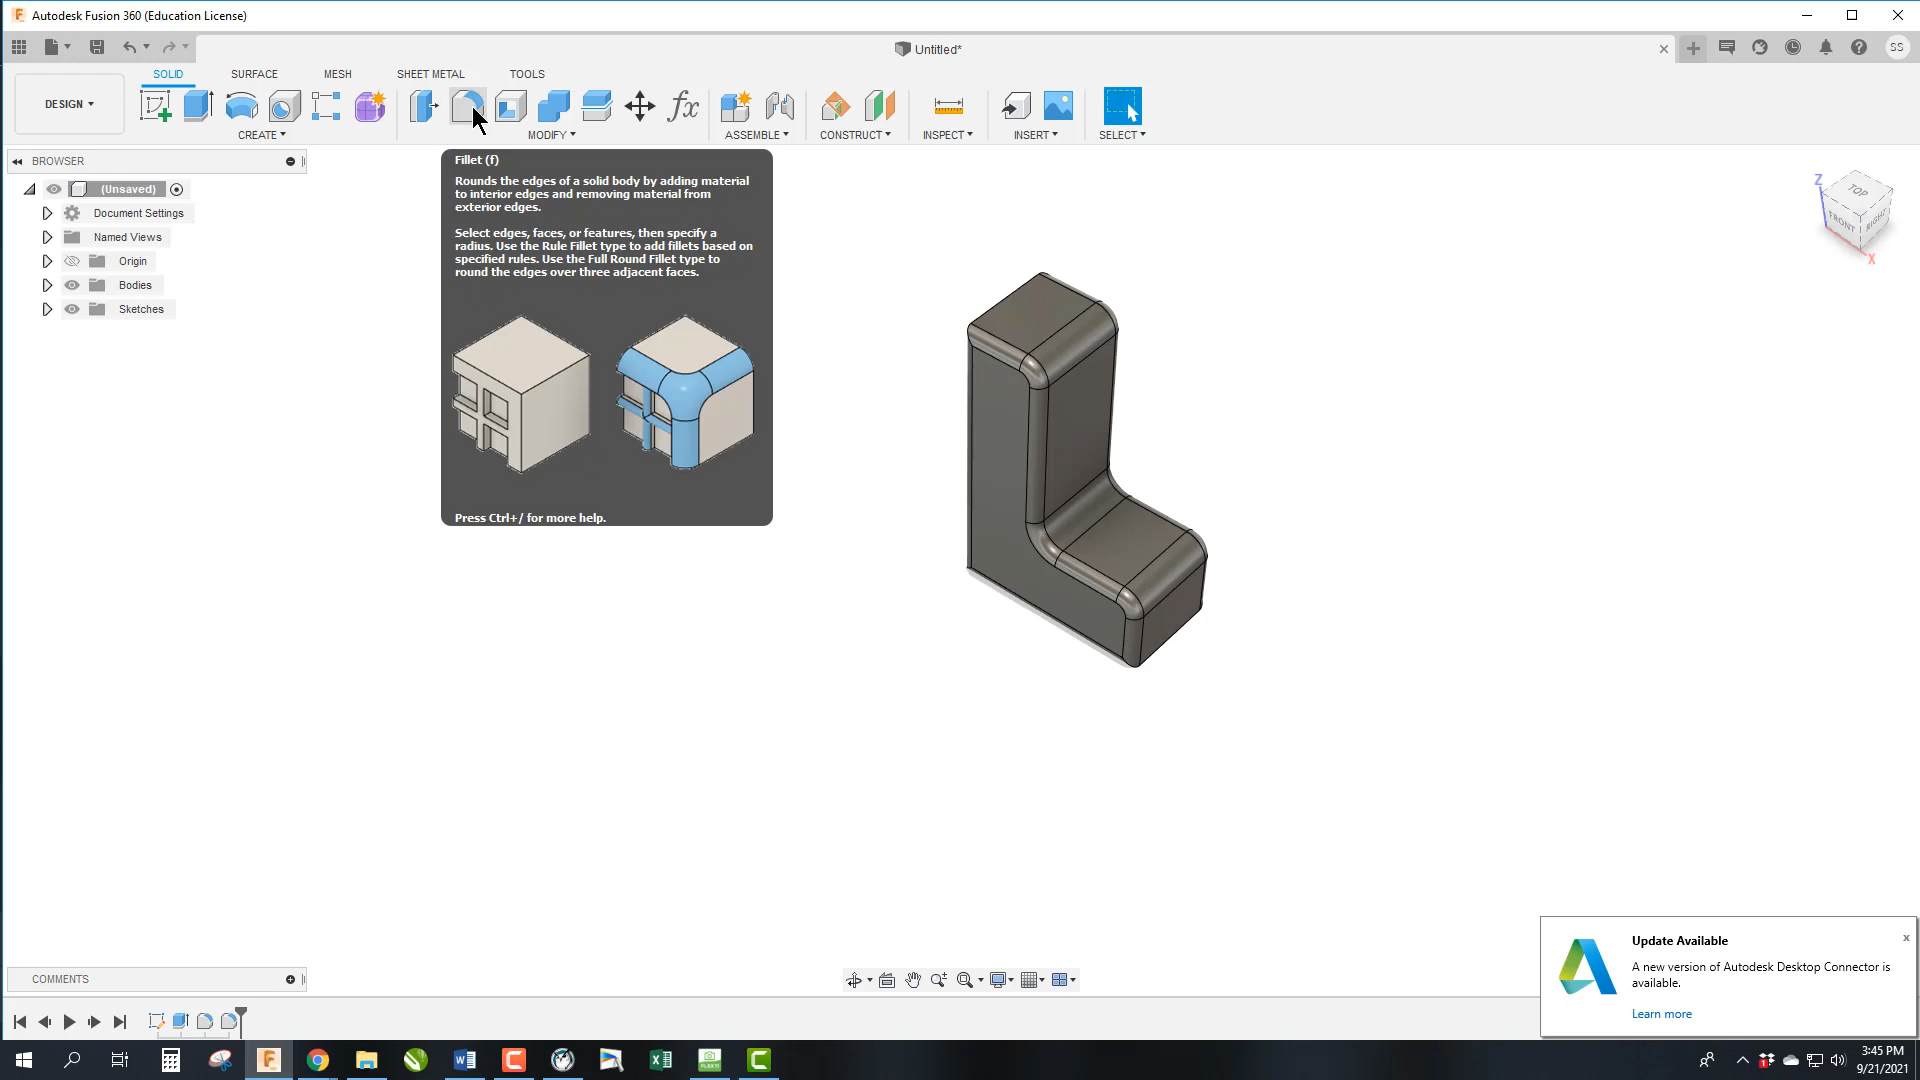 Autodesk Fusion 360 (Education License)
Untitled*
SS
DESIGN
SOLID
SURFACE
MESH
SHEET METAL
TOOLS
fx
CREATE
MODIFY
ASSEMBLE
CONSTRUCT
INSPECT
INSERT
SELECT
BROWSER
(Unsaved)
Document Settings
Named Views
Origin
Bodies
Sketches
Fillet (f)
Rounds the edges of a solid body by adding material
to interior edges and removing material from
exterior edges.
Select edges, faces, or features, then specify a
radius. Use the Rule Fillet type to add fillets based on
specified rules. Use the Full Round Fillet type to
round the edges over three adjacent faces.
Press Ctrl+/ for more help.
Z
TOP
FRONT
RIGHT
X
COMMENTS
Update Available
x
A new version of Autodesk Desktop Connector is
available.
Learn more
3:45 PM
9/21/2021